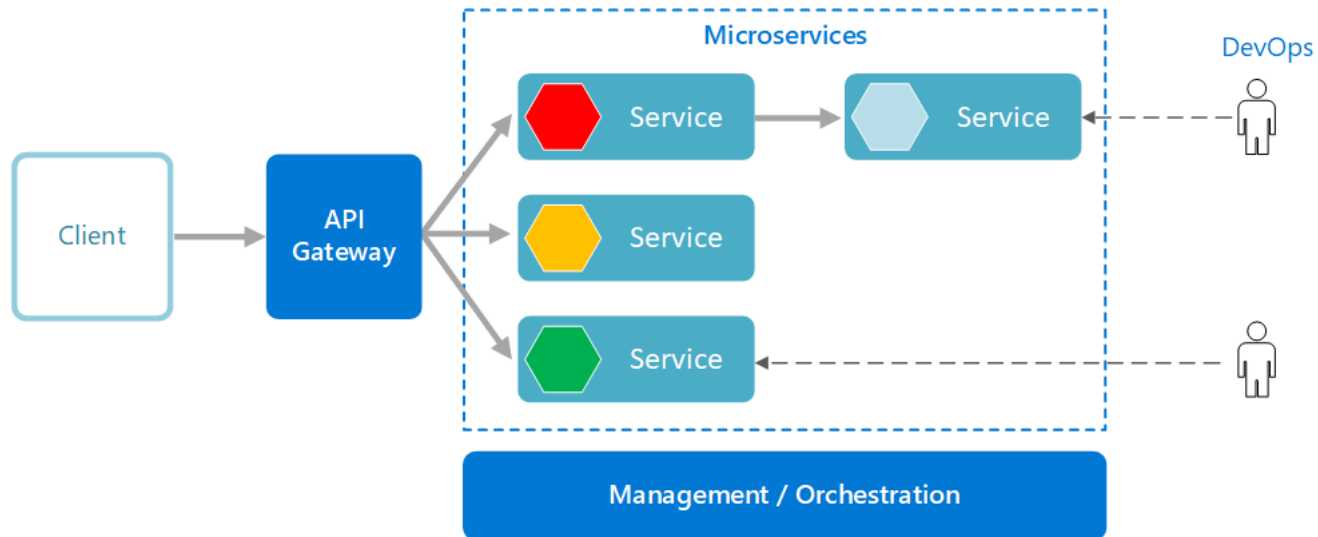 Microservices
DevOps
Service
Service
Client
API
Gateway
Service
Service
Management / Orchestration